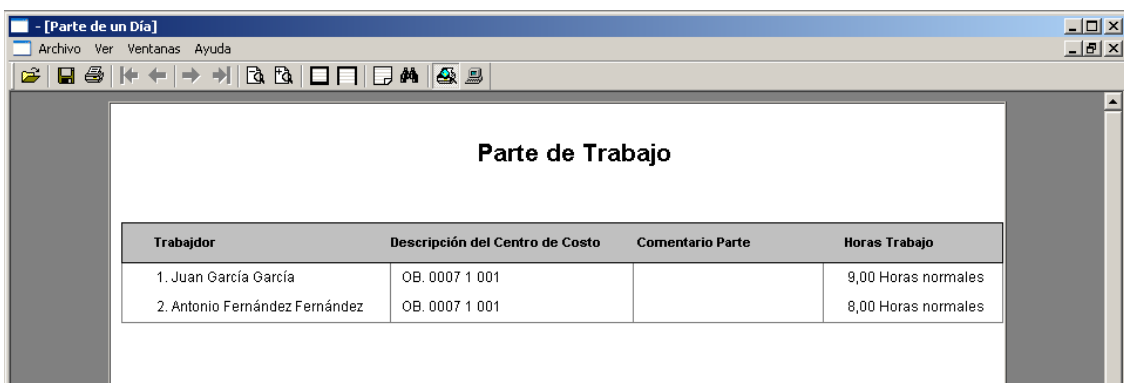 - [Parte de un Día]
Archivo Ver Ventanas Ayuda
Parte de Trabajo
Trabajdor Descripción del Centro de Costo Comentario Parte Horas Trabajo
1. Juan García García OB. 0007 1 001 9,00 Horas normales
2. Antonio Fernández Fernández OB. 0007 1 001 8,00 Horas normales